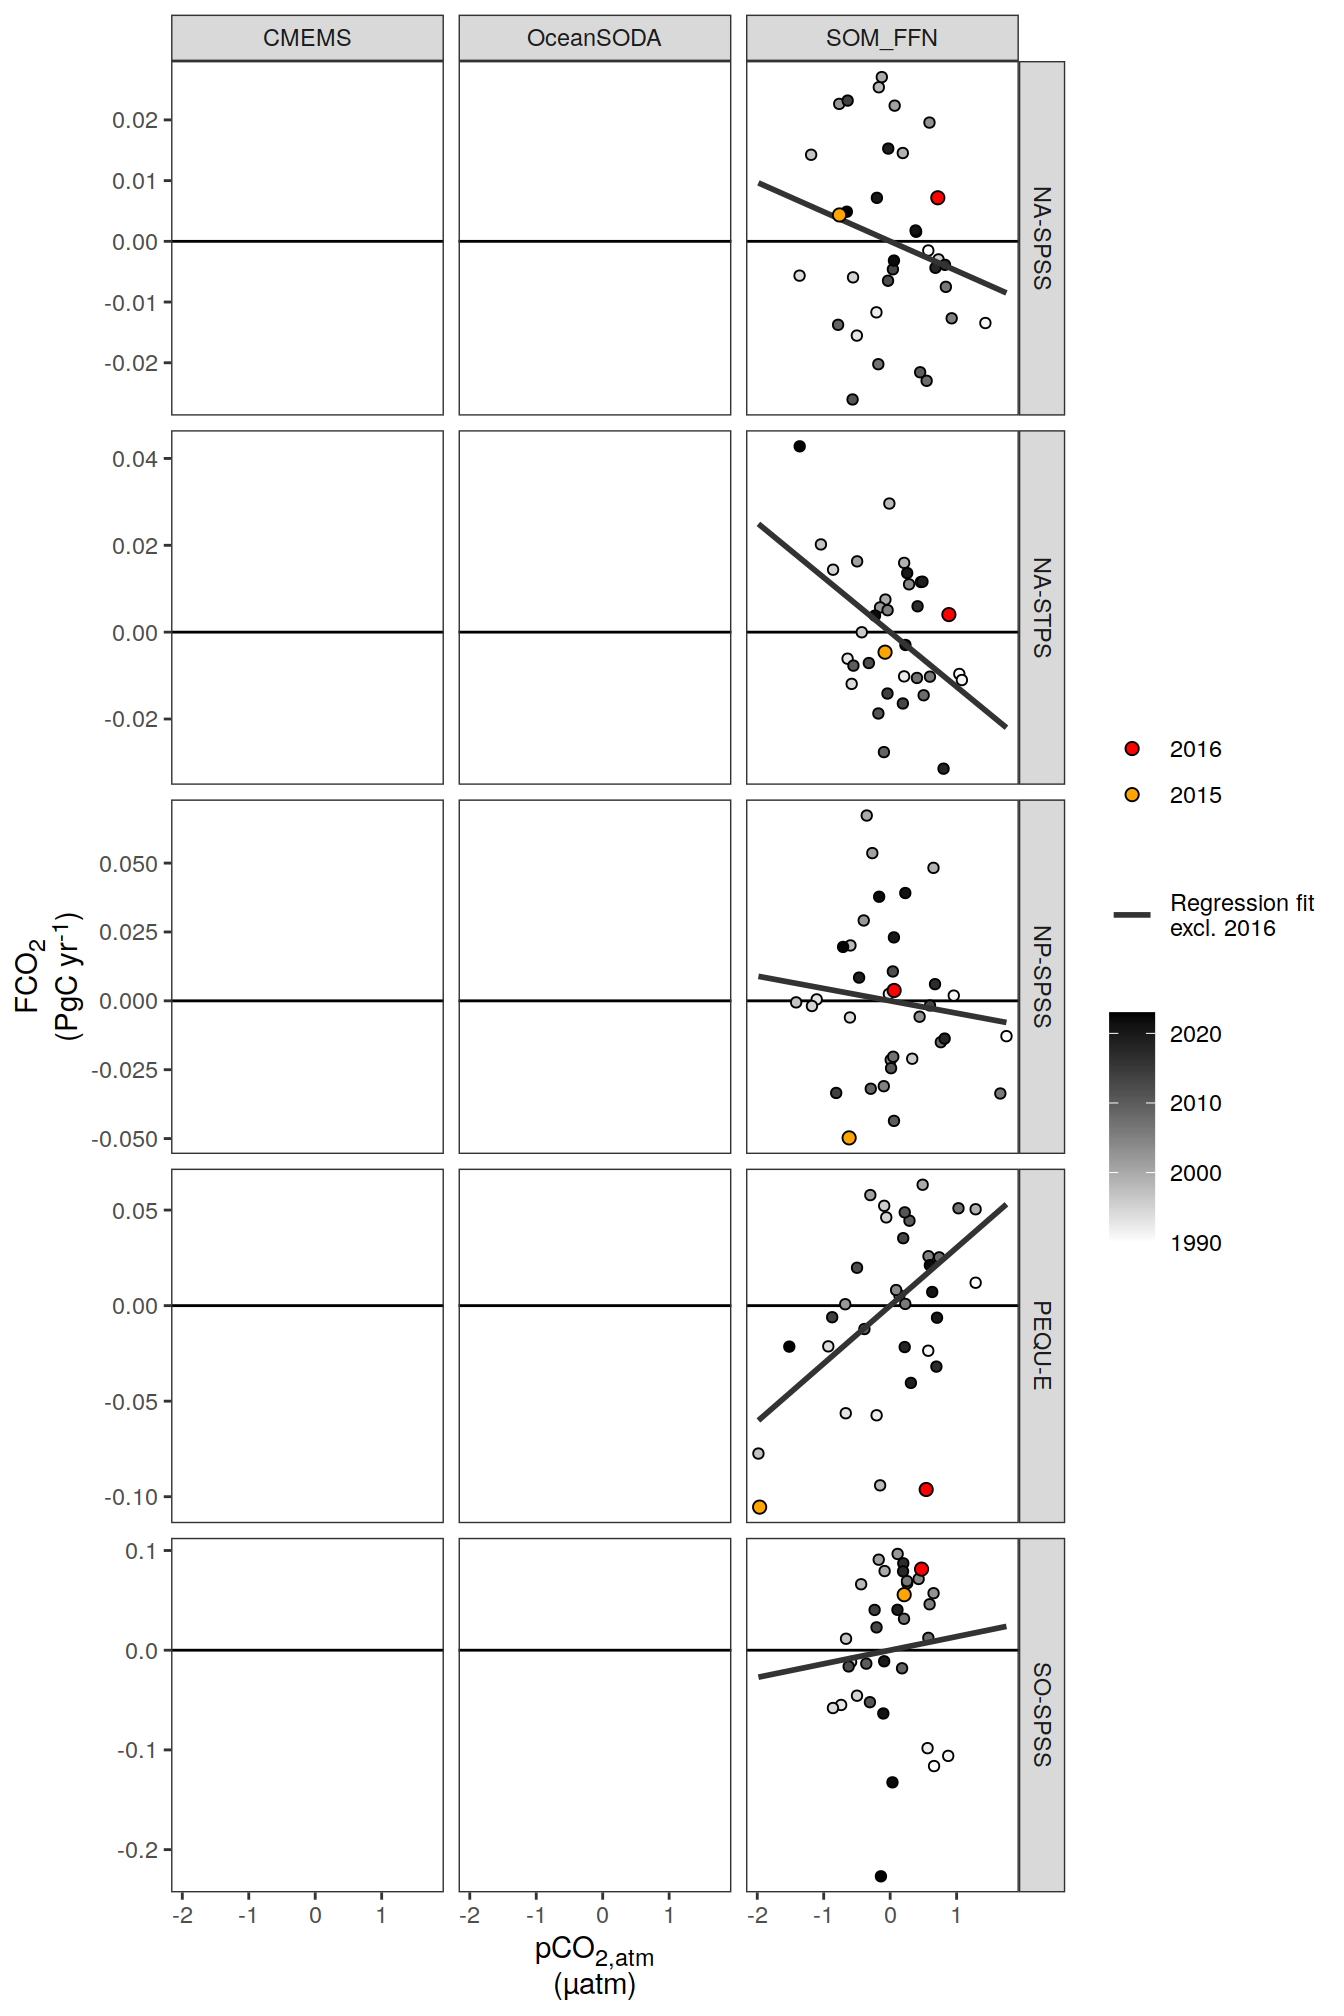 CMEMS OceanSODA SOM_FFN
0.02
0.01
0.00
-0.01
-0.02
NA-SPSS
0.04
0.02
0.00
-0.02
NA-STPS
0.050
0.025
0.000
-0.025
-0.050
NP-SPSS
0.05
0.00
-0.05
-0.10
PEQU-E
0.1
0.0
-0.1
-0.2
SO-SPSS
-2 -1 0 1 -2 -1 0 1 -2 -1 0 1
pCO2,atm
(µatm)
FCO2
(PgC yr-1)
2016
2015
Regression fit
excl. 2016
2020
2010
2000
1990